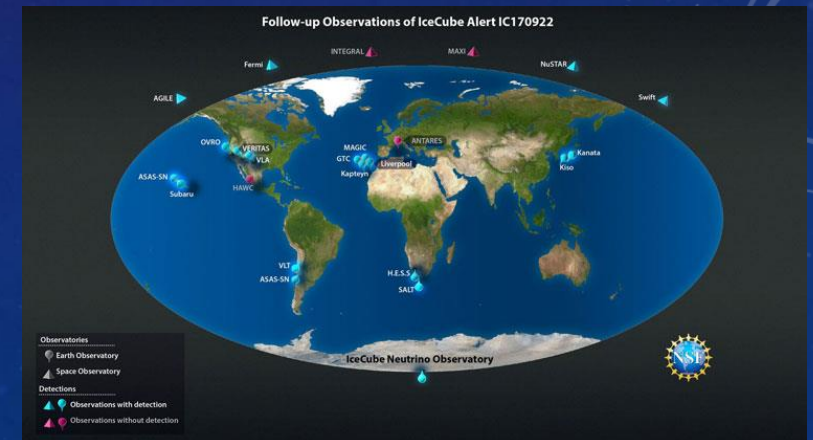 Follow-up Observations of IceCube Alert IC170922
INTEGRAL
MAXI
Fermi
NuSTAR
AGILE
Swift
OVRO
VERITAS
VLA
MAGIC
ANTARES
GTC
Liverpool
Kapteyn
Kanata
Kiso
ASAS-SN
Subaru
HAWC
VLT
ASAS-SN
H.E.S.S
SALT
IceCube Neutrino Observatory
Observatories
Earth Observatory
Space Observatory
Detections
Observations with detection
Observations without detection
NSF